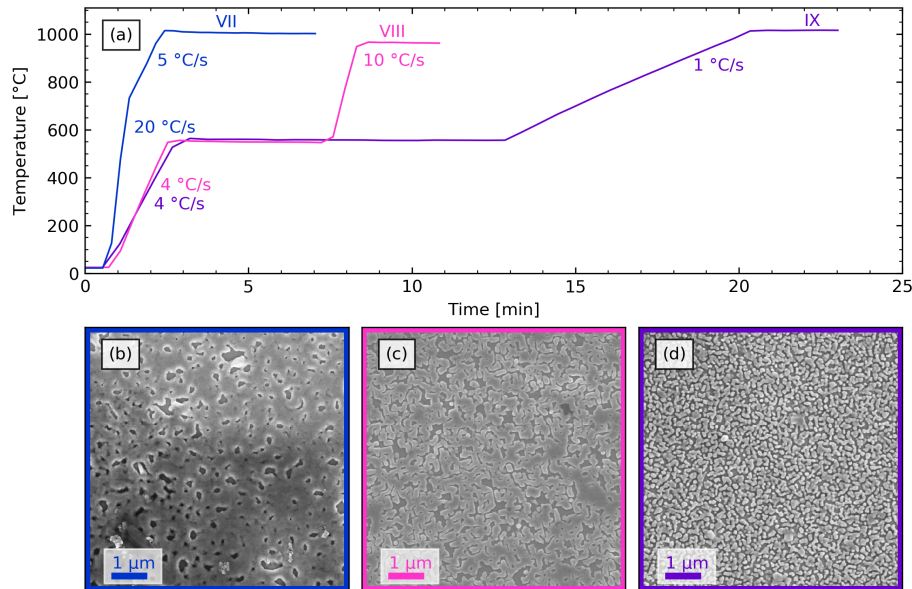 (a)
VII
VIII
IX
5 °C/s
10 °C/s
1 °C/s
20 °C/s
4 °C/s
4 °C/s
Temperature [°C]
1000
800
600
400
200
0
0 5 10 15 20 25
Time [min]
(b) (c) (d)
1 μm 1 μm 1 μm